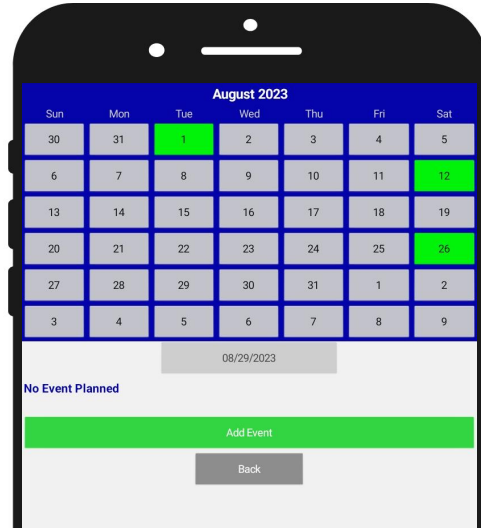 August 2023
Sun Mon Tue Wed Thu Fri Sat
30 31 1 2 3 4 5
6 7 8 9 10 11 12
13 14 15 16 17 18 19
20 21 22 23 24 25 26
27 28 29 30 31 1 2
3 4 5 6 7 8 9
08/29/2023
No Event Planned
Add Event
Back